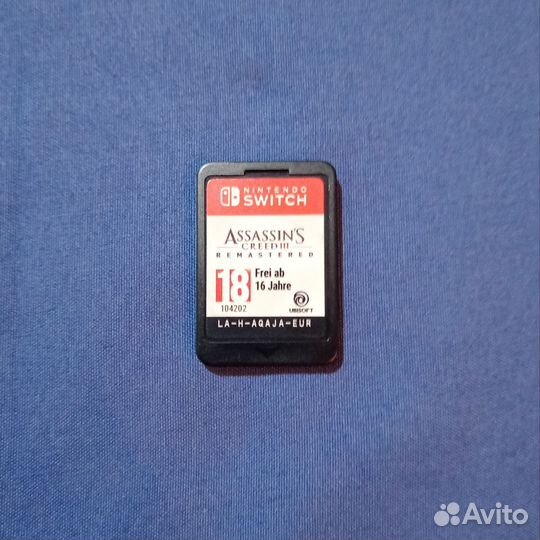 NINTENDO
SWITCH
ASSASSIN'S
CREED III
REMASTERED
18
Frei ab
16 Jahre
104202
UBISOFT
LA-H-AQAJA-EUR
Avito